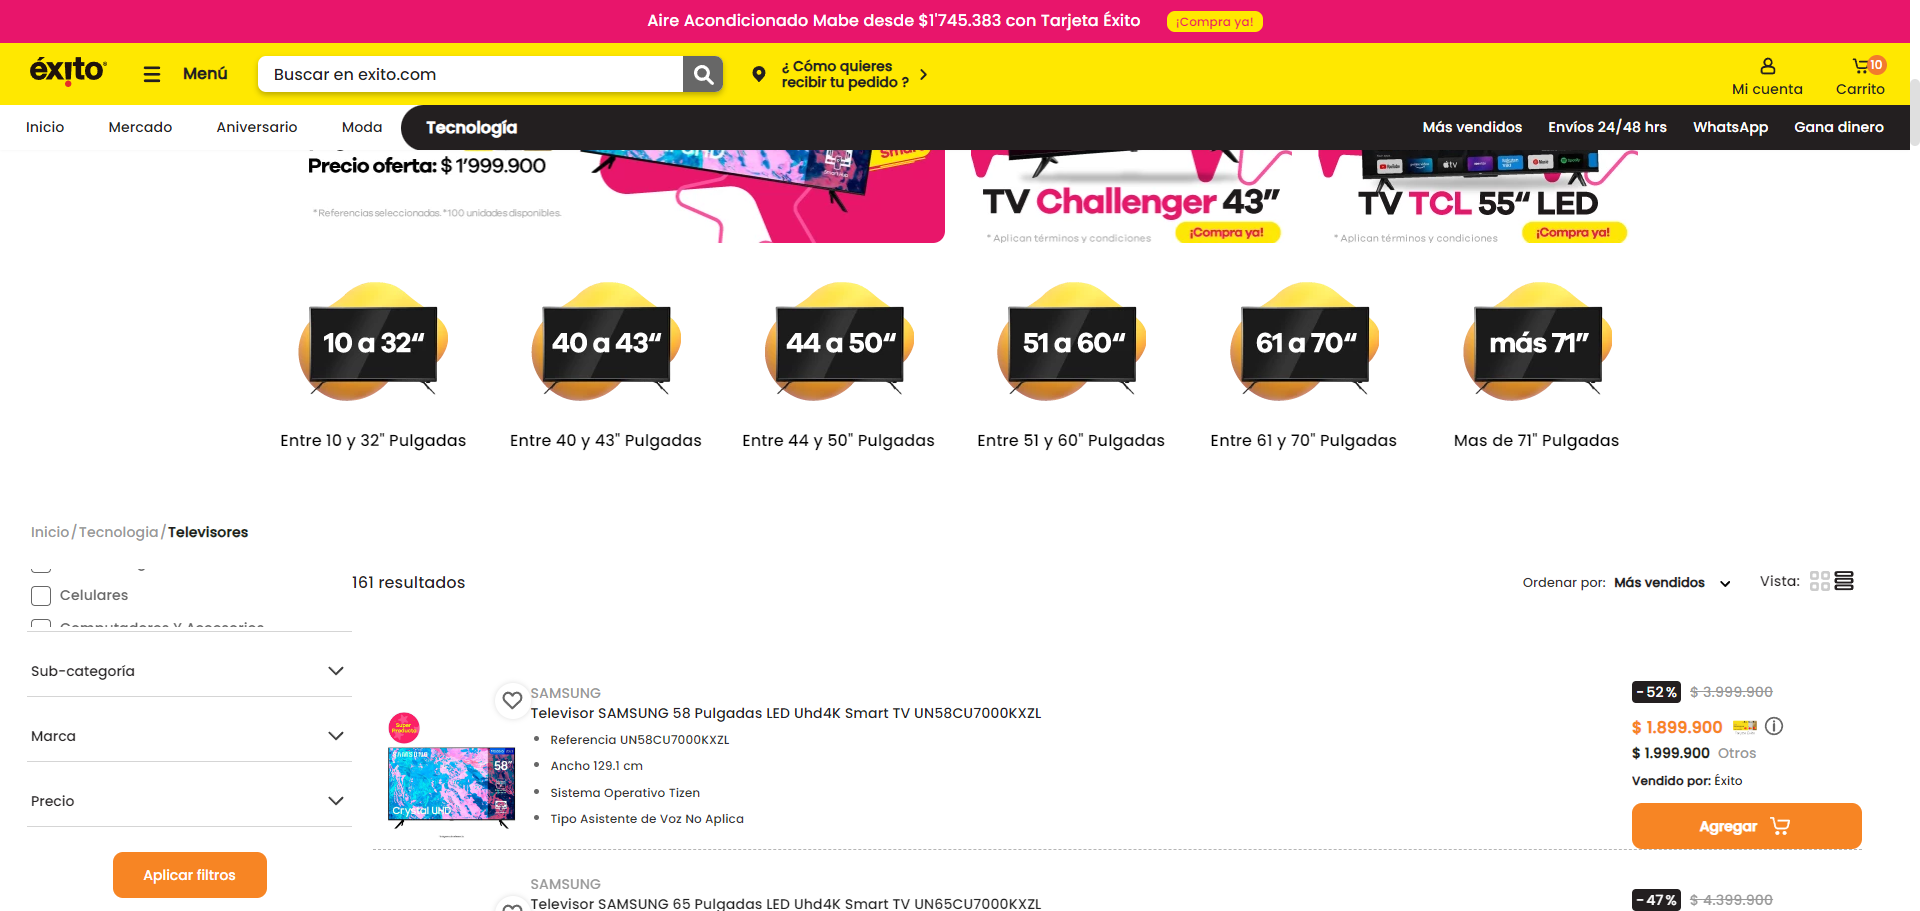 Aire Acondicionado Mabe desde $1'745.383 con Tarjeta Éxito ¡Compra ya!
éxito Menú Buscar en exito.com ¿ Cómo quieres
recibir tu pedido ?
10
Mi cuenta Carrito
Inicio Mercado Aniversario Moda Tecnología Más vendidos Envíos 24/48 hrs WhatsApp Gana dinero
Precio oferta: $ 1'999.900
*Referencias seleccionadas. *100 unidades disponibles.
TV Challenger 43”
* Aplican términos y condiciones ¡Compra ya!
TV TCL 55“ LED
* Aplican términos y condiciones ¡Compra ya!
10 a 32“ 40 a 43“ 44 a 50“ 51 a 60“ 61 a 70“ más 71”
Entre 10 y 32" Pulgadas Entre 40 y 43" Pulgadas Entre 44 y 50" Pulgadas Entre 51 y 60" Pulgadas Entre 61 y 70" Pulgadas Mas de 71" Pulgadas
Inicio / Tecnologia / Televisores
Celulares
Computadores Y Accesorios
Sub-categoría
Marca
Precio
Aplicar filtros
161 resultados
Ordenar por: Más vendidos Vista:
SAMSUNG
Televisor SAMSUNG 58 Pulgadas LED Uhd4K Smart TV UN58CU7000KXZL
Referencia UN58CU7000KXZL
Ancho 129.1 cm
Sistema Operativo Tizen
Tipo Asistente de Voz No Aplica
Super
Producto
58”
Crystal UHD
-52% $ 3.999.900
$ 1.899.900
$ 1.999.900 Otros
Vendido por: Éxito
Agregar
SAMSUNG
Televisor SAMSUNG 65 Pulgadas LED Uhd4K Smart TV UN65CU7000KXZL
-47% $ 4.399.900